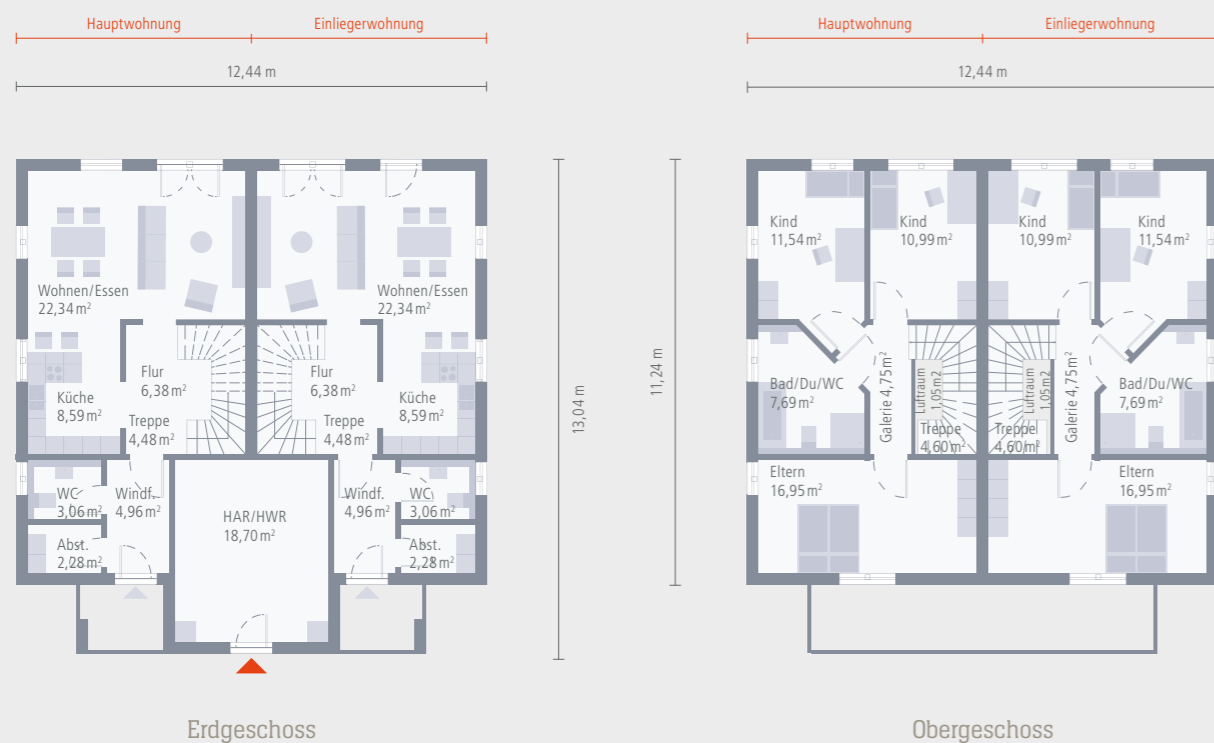 Hauptwohnung
Einliegerwohnung
12,44 m
Wohnen/Essen
22,34 m²
Wohnen/Essen
22,34 m²
Flur
6,38 m²
Flur
6,38 m²
Küche
8,59 m²
Küche
8,59 m²
Treppe
4,48 m²
Treppe
4,48 m²
WC
3,06 m²
Windf.
4,96 m²
Windf.
4,96 m²
WC
3,06 m²
HAR/HWR
18,70 m²
Abst.
2,28 m²
Abst.
2,28 m²
13,04 m
Erdgeschoss
Hauptwohnung
Einliegerwohnung
12,44 m
11,24 m
Kind
11,54 m²
Kind
10,99 m²
Kind
10,99 m²
Kind
11,54 m²
Bad/Du/WC
7,69 m²
Galerie 4,75 m²
Luftraum
1,05 m2
Luftraum
1,05 m2
Galerie 4,75 m²
Bad/Du/WC
7,69 m²
Treppe
4,60 m²
Treppe
4,60 m²
Eltern
16,95 m²
Eltern
16,95 m²
Obergeschoss